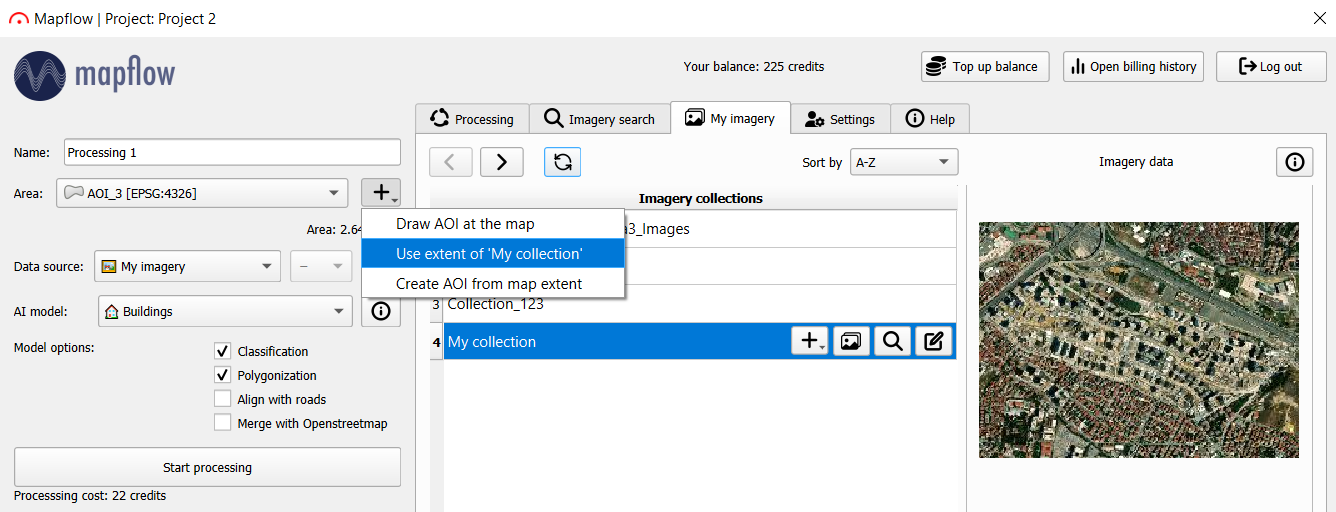 Mapflow | Project: Project 2
mapflow
Your balance: 225 credits
Top up balance
Open billing history
Log out
Processing
Imagery search
My imagery
Settings
Help
Name:
Processing 1
Area:
AOI_3 [EPSG:4326]
Area: 2.64
Draw AOI at the map
Use extent of 'My collection'
Create AOI from map extent
Data source:
My imagery
AI model:
Buildings
Model options:
Classification
Polygonization
Align with roads
Merge with Openstreetmap
Start processing
Processsing cost: 22 credits
Sort by
A-Z
Imagery collections
a3_Images
3 Collection_123
4 My collection
Imagery data